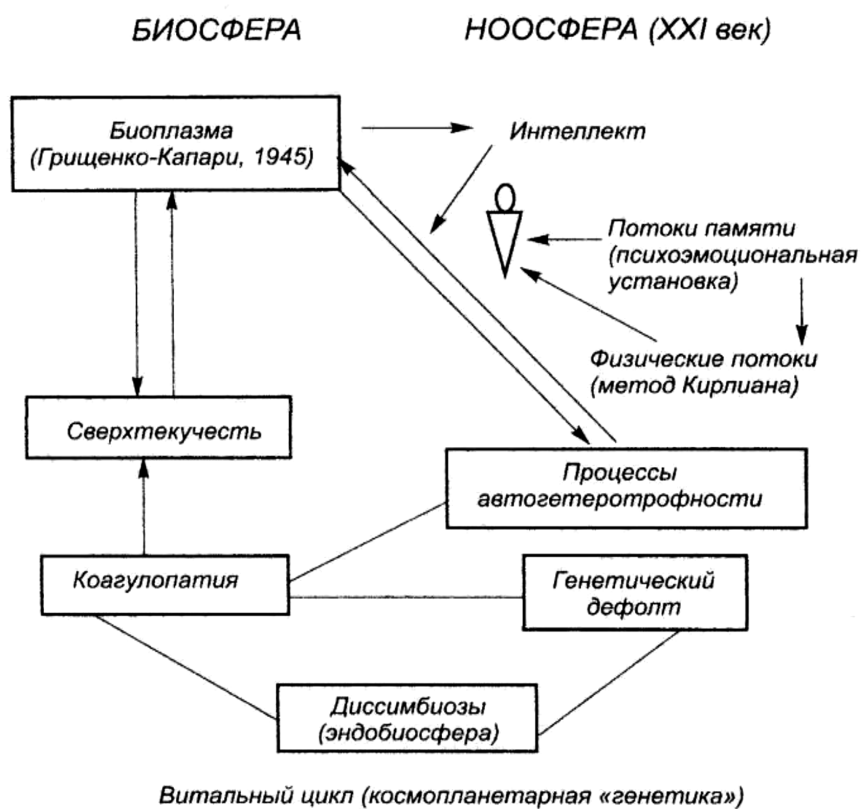 БИОСФЕРА
НООСФЕРА (XXI век)
Биоплазма
(Грищенко-Капари, 1945)
Интеллект
Потоки памяти
(психоэмоциональная
установка)
Физические потоки
(метод Кирлиана)
Сверхтекучесть
Процессы
автогетеротрофности
Коагулопатия
Генетический
дефолт
Диссимбиозы
(эндобиосфера)
Витальный цикл (космопланетарная «генетика»)